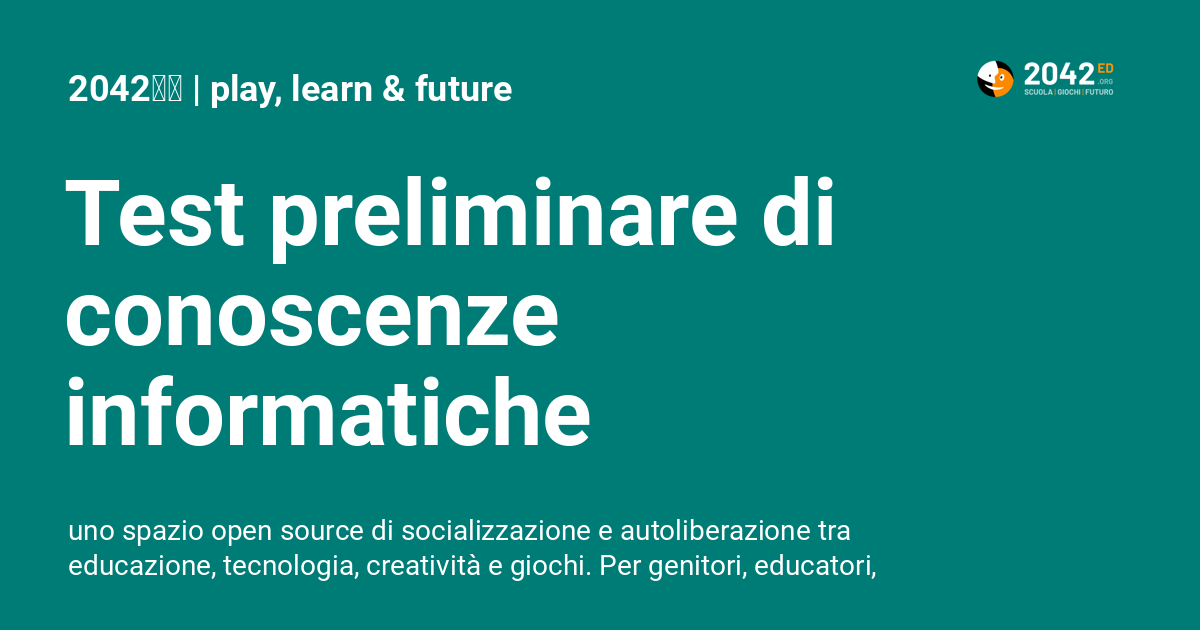 2042 | play, learn & future
2042 ED
.ORG
SCUOLA | GIOCHI | FUTURO
Test preliminare di
conoscenze
informatiche
uno spazio open source di socializzazione e autoliberazione tra
educazione, tecnologia, creatività e giochi. Per genitori, educatori,